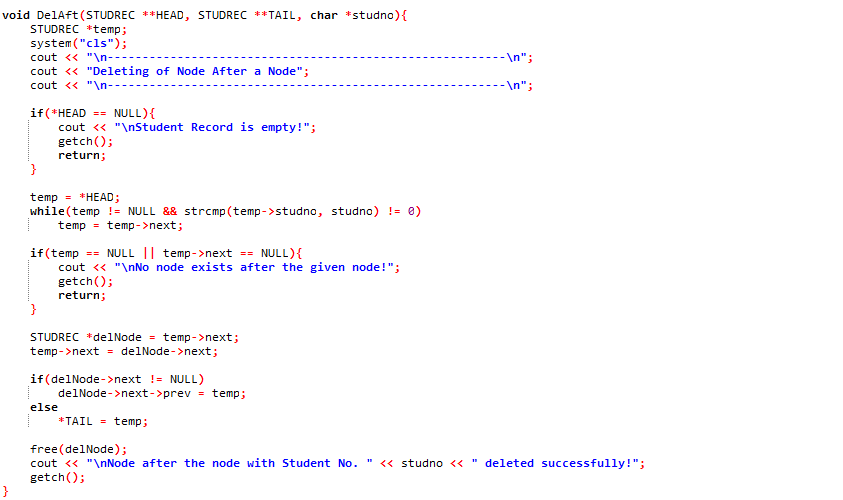 void DelAft(STUDREC **HEAD, STUDREC **TAIL, char *studno){
    STUDREC *temp;
    system("cls");
    cout << "\n---------------------------------------------------------\n";
    cout << "Deleting of Node After a Node";
    cout << "\n---------------------------------------------------------\n";

    if(*HEAD == NULL){
        cout << "\nStudent Record is empty!";
        getch();
        return;
    }

    temp = *HEAD;
    while(temp != NULL && strcmp(temp->studno, studno) != 0)
        temp = temp->next;

    if(temp == NULL || temp->next == NULL){
        cout << "\nNo node exists after the given node!";
        getch();
        return;
    }

    STUDREC *delNode = temp->next;
    temp->next = delNode->next;

    if(delNode->next != NULL)
        delNode->next->prev = temp;
    else
        *TAIL = temp;

    free(delNode);
    cout << "\nNode after the node with Student No. " << studno << " deleted successfully!";
    getch();
}